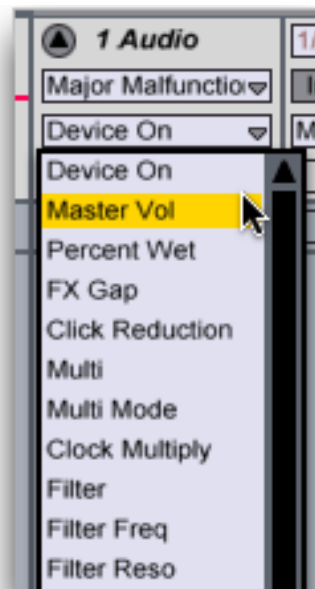 1 Audio
Major Malfunctio
Device On
Device On
Master Vol
Percent Wet
FX Gap
Click Reduction
Multi
Multi Mode
Clock Multiply
Filter
Filter Freq
Filter Reso